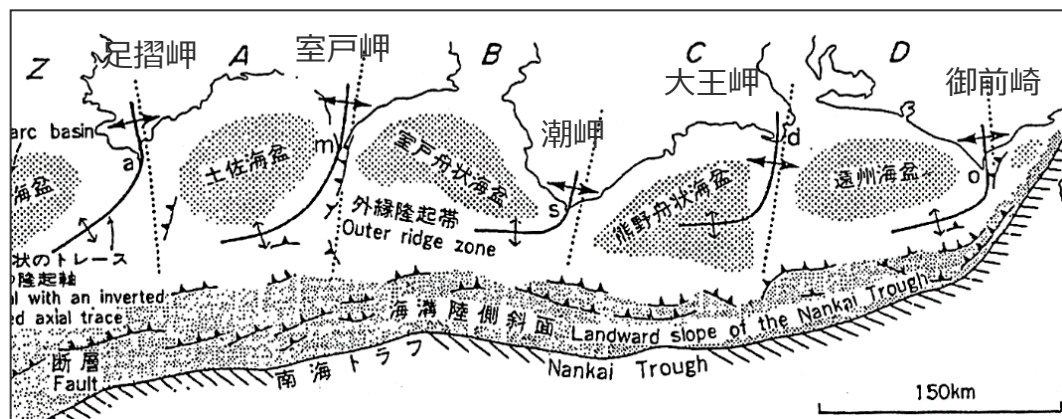 Z
足摺岬
A
室戸岬
B
潮岬
C
大王岬
D
御前崎
arc basin
海盆
a
土佐海盆
m
室戸舟状海盆
外縁隆起帯
Outer ridge zone
s
熊野舟状海盆
d
遠州海盆
o
状のトレース
の隆起軸
al with an inverted
ed axial trace
海溝陸側斜面 Landward slope of the Nankai Trough
断層
Fault
南海トラフ
Nankai Trough
150km